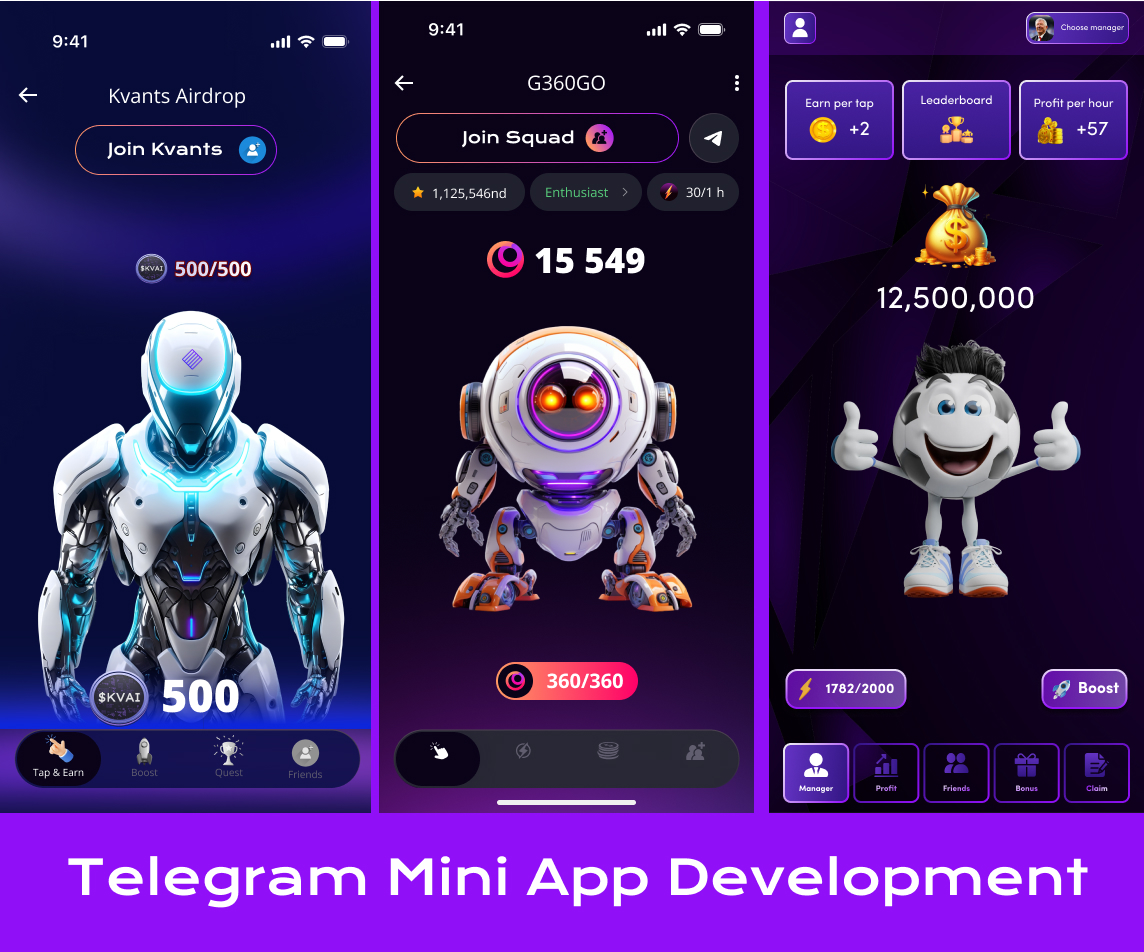 9:41
Kvants Airdrop
Join Kvants
$KVAI
500/500
$KVAI
500
Tap & Earn
Boost
Quest
Friends
9:41
G360GO
Join Squad
1,125,546nd
Enthusiast
30/1 h
15 549
360/360
Choose manager
Earn per tap
+2
Leaderboard
Profit per hour
+57
12,500,000
1782/2000
Boost
Manager
Profit
Friends
Bonus
Claim
Telegram Mini App Development